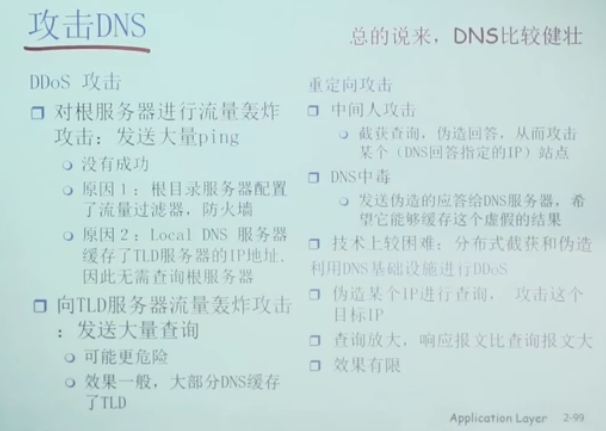 攻击DNS
总的说来，DNS比较健壮
DDoS 攻击
对根服务器进行流量轰炸
攻击：发送大量ping
没有成功
原因1：根目录服务器配置
了流量过滤器，防火墙
原因2：Local DNS 服务器
缓存了TLD服务器的IP地址,
因此无需查询根服务器
向TLD服务器流量轰炸攻击
：发送大量查询
可能更危险
效果一般，大部分DNS缓存
了TLD
重定向攻击
中间人攻击
截获查询，伪造回答，从而攻击
某个（DNS回答指定的IP）站点
DNS中毒
发送伪造的应答给DNS服务器，希
望它能够缓存这个虚假的结果
技术上较困难：分布式截获和伪造
利用DNS基础设施进行DDoS
伪造某个IP进行查询， 攻击这个
目标IP
查询放大，响应报文比查询报文大
效果有限
Application Layer 2-99